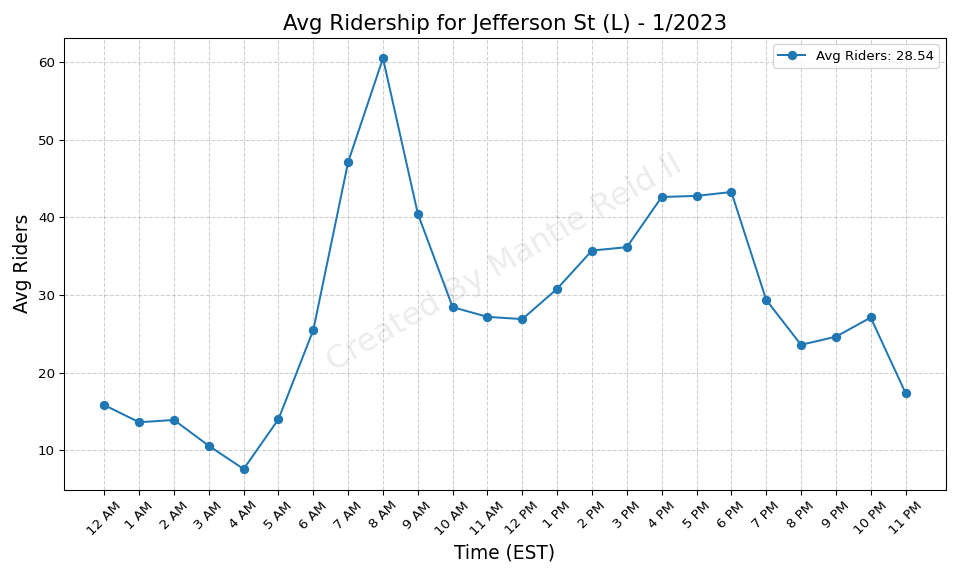 Avg Ridership for Jefferson St (L) - 1/2023
Avg Riders: 28.54
60
50
40
30
20
10
Avg Riders
Created By Mantle Reid II
12 AM
1 AM
2 AM
3 AM
4 AM
5 AM
6 AM
7 AM
8 AM
9 AM
10 AM
11 AM
12 PM
1 PM
2 PM
3 PM
4 PM
5 PM
6 PM
7 PM
8 PM
9 PM
10 PM
11 PM
Time (EST)